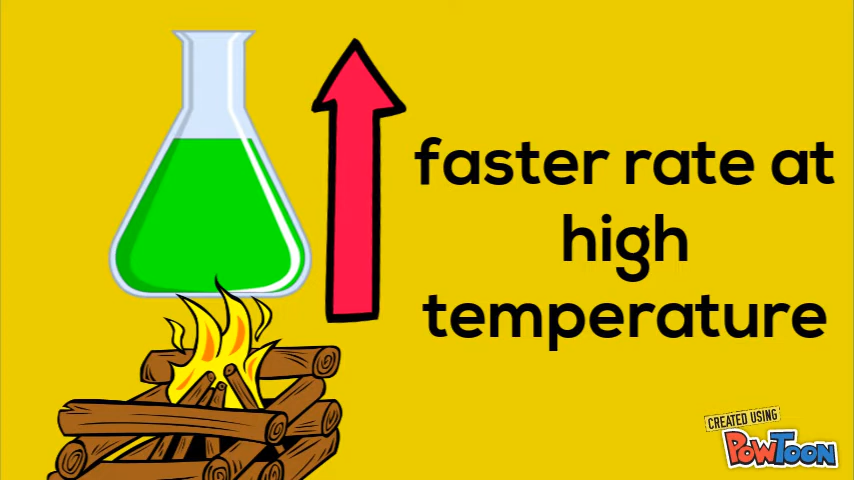 faster rate at
high
temperature
CREATED USING
POWTOON